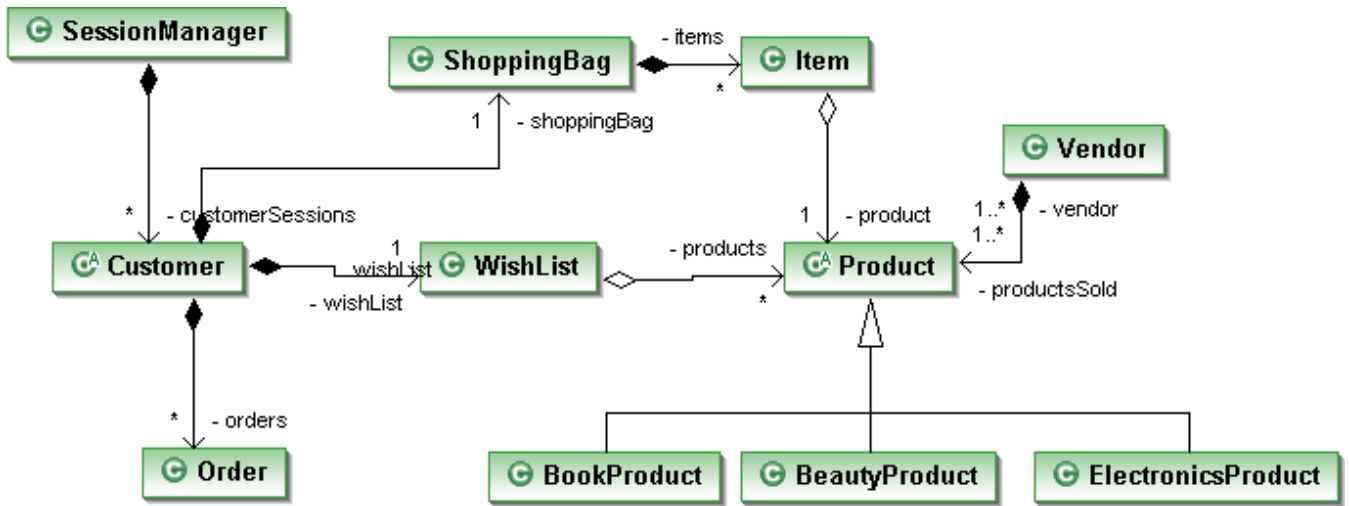 SessionManager
ShoppingBag
- items
*
Item
1
- shoppingBag
Vendor
*
- customerSessions
1
- product
1..*
- vendor
1..*
Customer
1
wishList
- wishList
WishList
- products
*
Product
- productsSold
*
- orders
Order
BookProduct
BeautyProduct
ElectronicsProduct